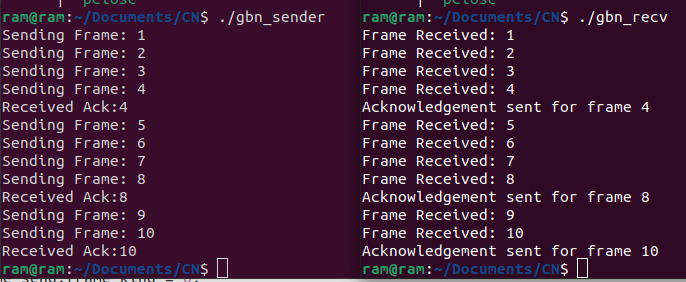 pclose
ram@ram:~/Documents/CN$ ./gbn_sender
Sending Frame: 1
Sending Frame: 2
Sending Frame: 3
Sending Frame: 4
Received Ack:4
Sending Frame: 5
Sending Frame: 6
Sending Frame: 7
Sending Frame: 8
Received Ack:8
Sending Frame: 9
Sending Frame: 10
Received Ack:10
ram@ram:~/Documents/CN$
pclose
ram@ram:~/Documents/CN$ ./gbn_recv
Frame Received: 1
Frame Received: 2
Frame Received: 3
Frame Received: 4
Acknowledgement sent for frame 4
Frame Received: 5
Frame Received: 6
Frame Received: 7
Frame Received: 8
Acknowledgement sent for frame 8
Frame Received: 9
Frame Received: 10
Acknowledgement sent for frame 10
ram@ram:~/Documents/CN$